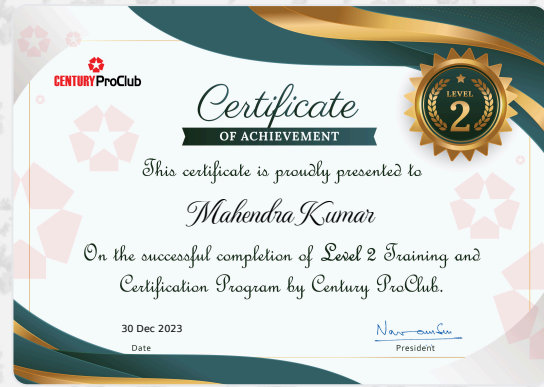 CENTURY ProClub
Certificate
OF ACHIEVEMENT
LEVEL
2
This certificate is proudly presented to
Mahendra Kumar
On the successful completion of Level 2 Training and
Certification Program by Century ProClub.
30 Dec 2023
Date
President